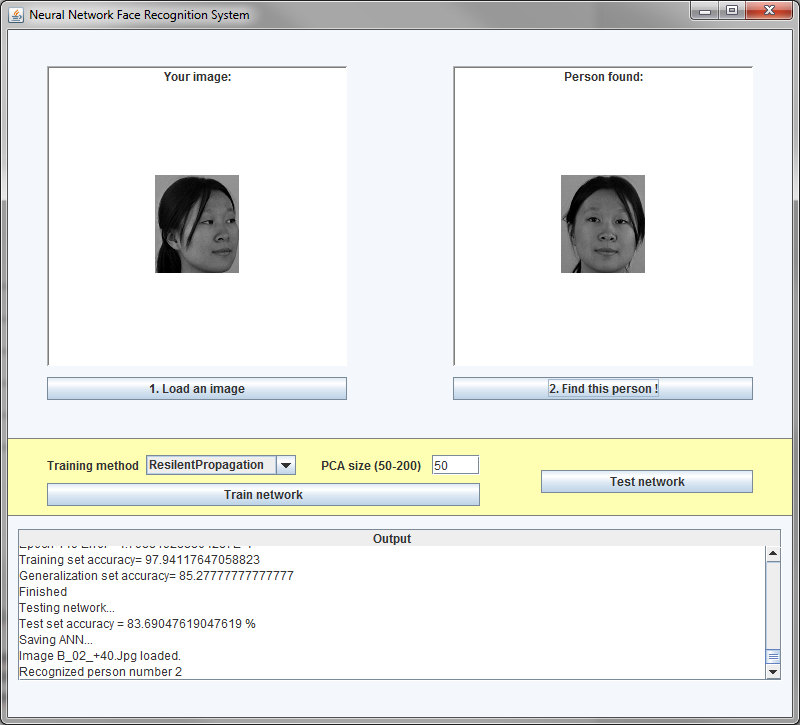 Neural Network Face Recognition System
Your image:
Person found:
1. Load an image
2. Find this person !
Training method
ResilentPropagation
PCA size (50-200)
50
Train network
Test network
Output
Training set accuracy= 97.94117647058823
Generalization set accuracy= 85.27777777777777
Finished
Testing network...
Test set accuracy = 83.69047619047619 %
Saving ANN...
Image B_02_+40.Jpg loaded.
Recognized person number 2